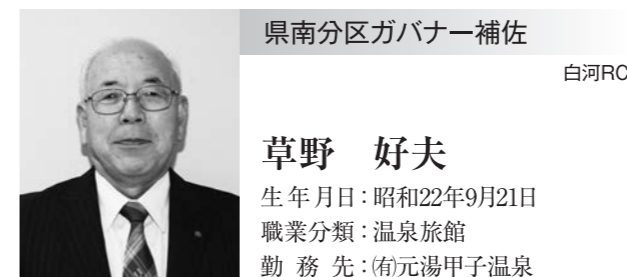 県南分区ガバナー補佐
白河RC
草野　好夫
生年月日：昭和22年9月21日
職業分類：温泉旅館
勤 務 先：㈲元湯甲子温泉